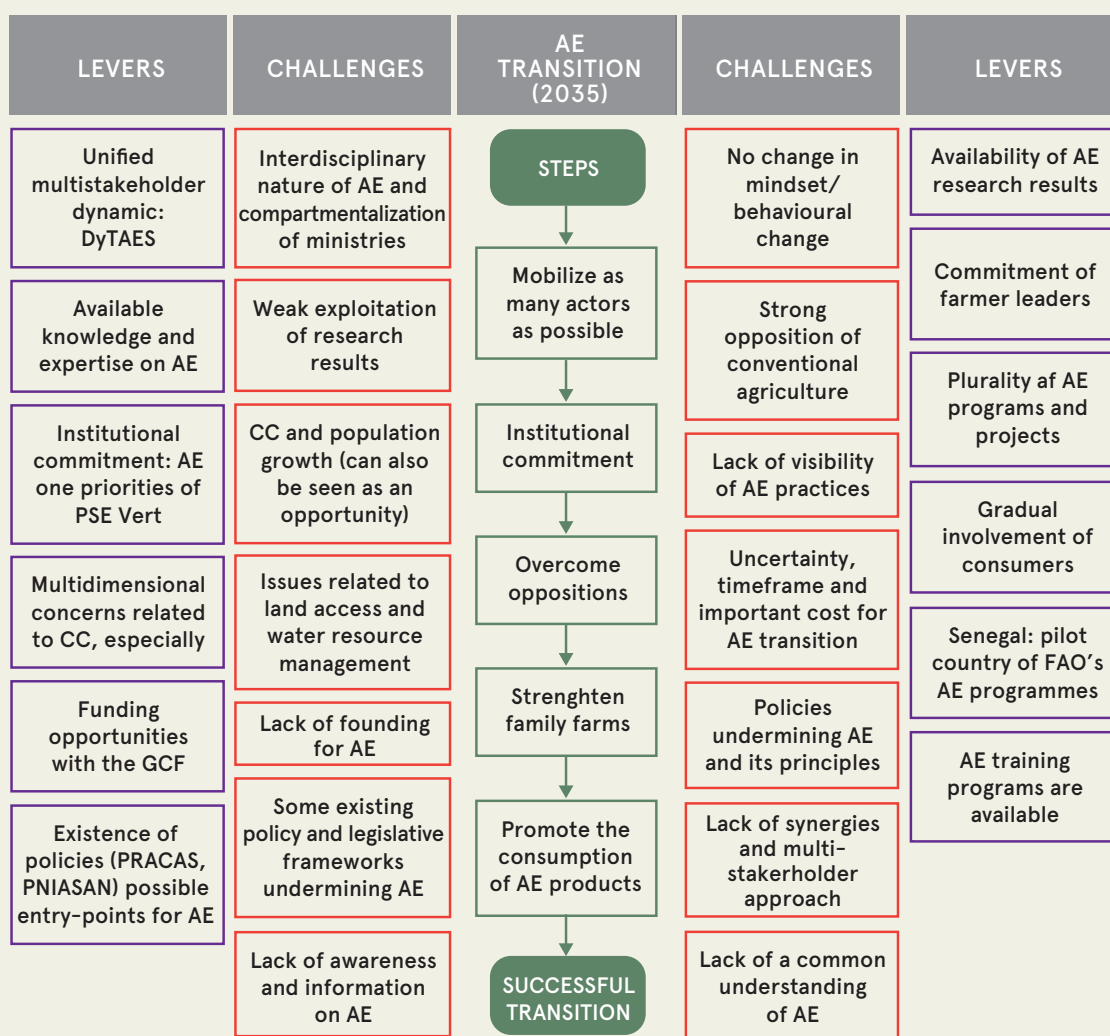 LEVERS
CHALLENGES
AE
TRANSITION
(2035)
CHALLENGES
LEVERS
Unified
multistakeholder
dynamic:
DyTAES
Available
knowledge and
expertise on AE
Institutional
commitment: AE
one priorities of
PSE Vert
Multidimensional
concerns related
to CC, especially
Funding
opportunities
with the GCF
Existence of
policies (PRACAS,
PNIASAN) possible
entry-points for AE
Interdisciplinary
nature of AE and
compartmentalization
of ministries
Weak exploitation
of research
results
CC and population
growth (can also
be seen as an
opportunity)
Issues related to
land access and
water resource
management
Lack of founding
for AE
Some existing
policy and legislative
frameworks
undermining AE
Lack of awareness
and information
on AE
STEPS
Mobilize as
many actors
as possible
Institutional
commitment
Overcome
oppositions
Strenghten
family farms
Promote the
consumption
of AE products
SUCCESSFUL
TRANSITION
No change in
mindset/
behavioural
change
Strong
opposition of
conventional
agriculture
Lack of visibility
of AE practices
Uncertainty,
timeframe and
important cost for
AE transition
Policies
undermining AE
and its principles
Lack of synergies
and multi-
stakerholder
approach
Lack of a common
understanding
of AE
Availability of AE
research results
Commitment of
farmer leaders
Plurality af AE
programs and
projects
Gradual
involvement of
consumers
Senegal: pilot
country of FAO's
AE programmes
AE training
programs are
available